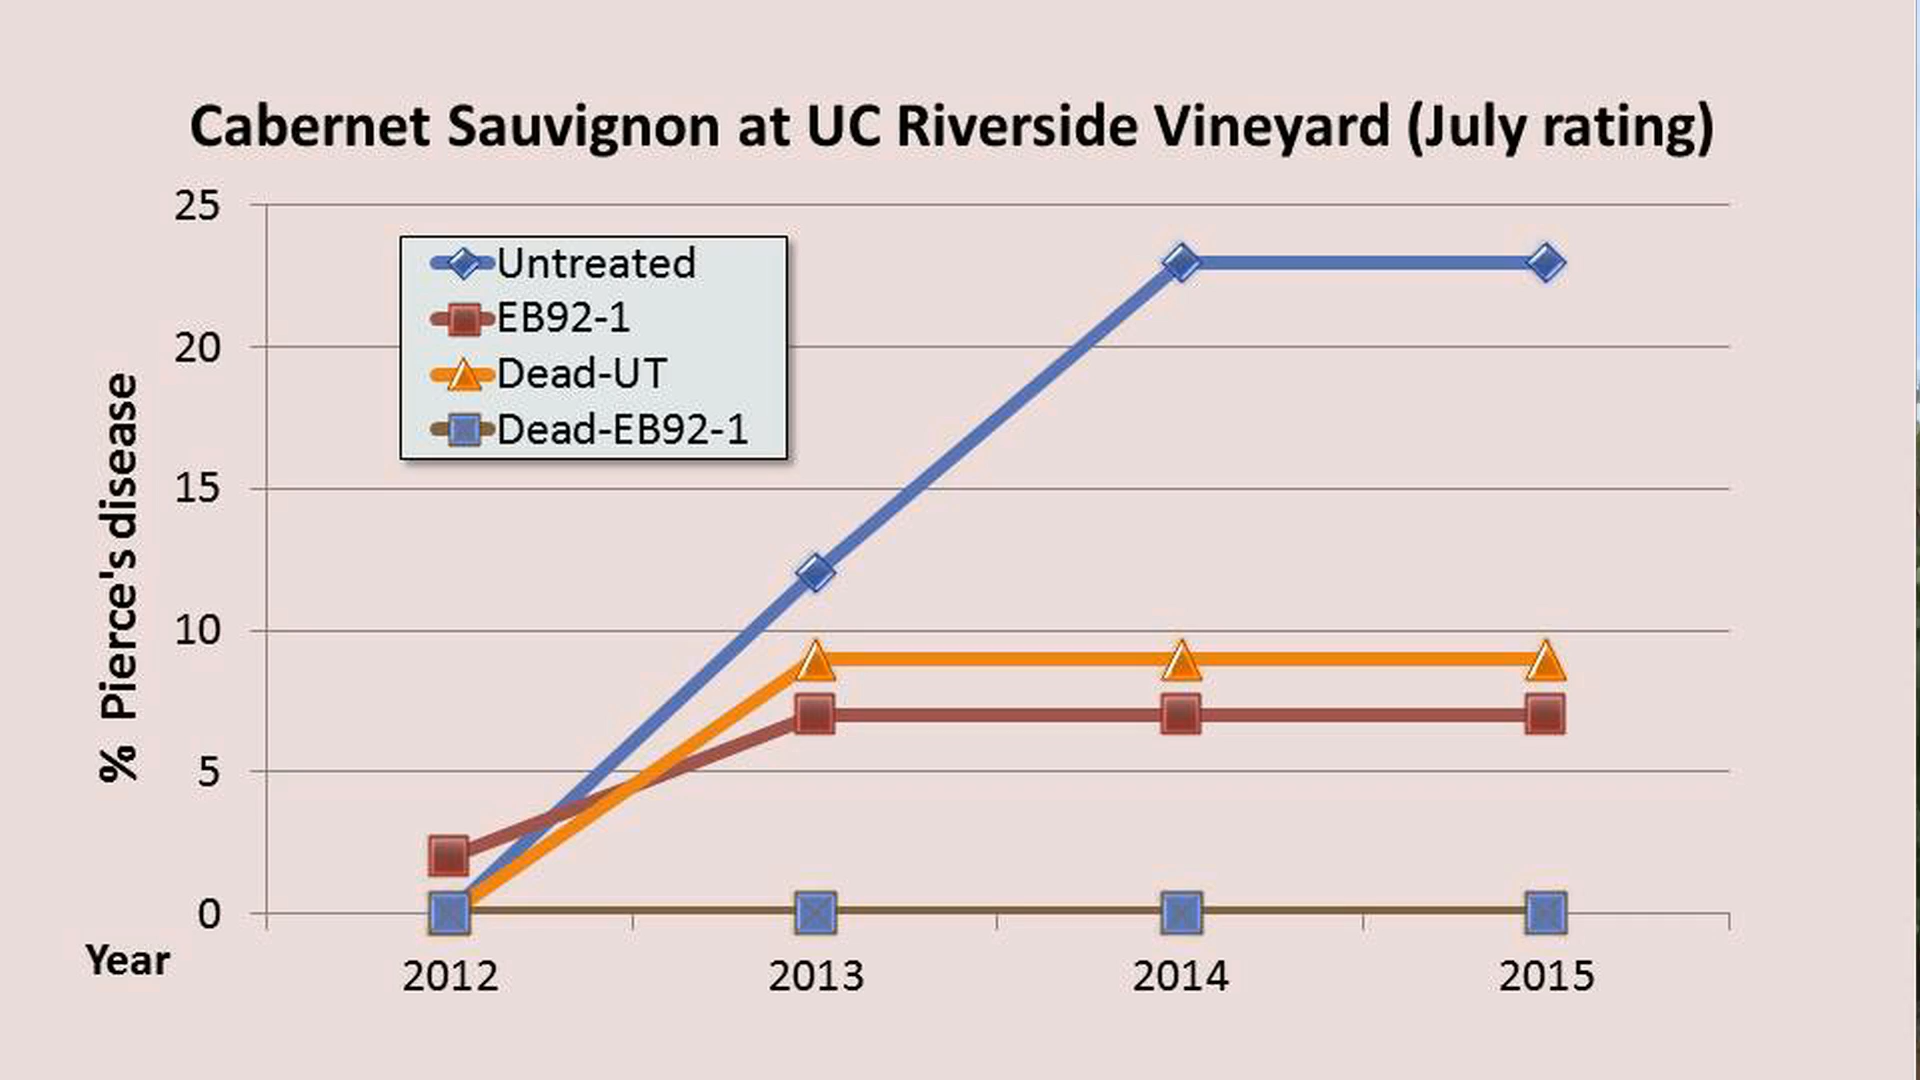 Cabernet Sauvignon at UC Riverside Vineyard (July rating)
25
20
15
10
5
0
% Pierce's disease
Untreated
EB92-1
Dead-UT
Dead-EB92-1
Year
2012 2013 2014 2015